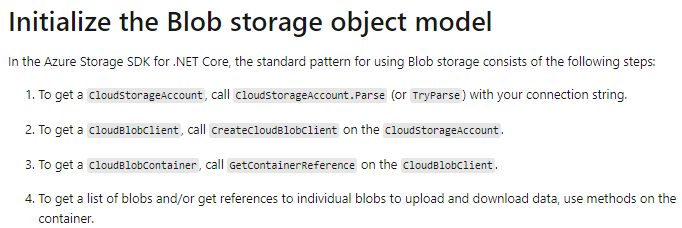 Initialize the Blob storage object model
In the Azure Storage SDK for .NET Core, the standard pattern for using Blob storage consists of the following steps:
1. To get a CloudStorageAccount, call CloudStorageAccount.Parse (or TryParse) with your connection string.
2. To get a CloudBlobClient, call CreateCloudBlobClient on the CloudStorageAccount.
3. To get a CloudBlobContainer, call GetContainerReference on the CloudBlobClient.
4. To get a list of blobs and/or get references to individual blobs to upload and download data, use methods on the
container.